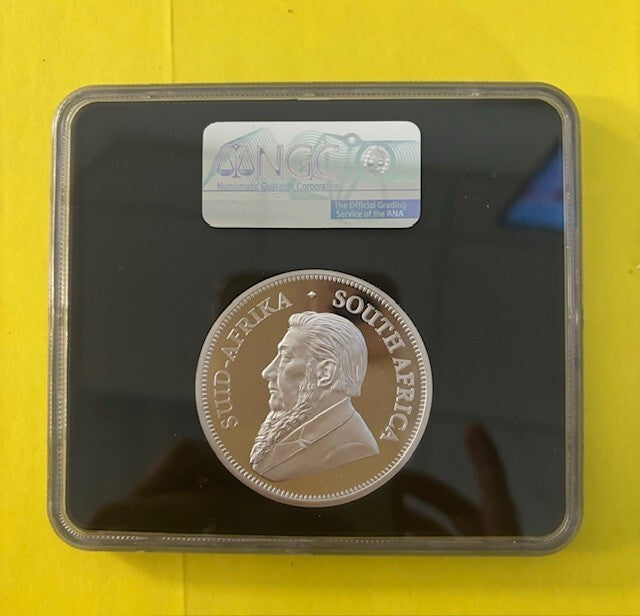 NGC
Numismatic Guaranty Corporation
The Official Grading
Service of the ANA
SUID-AFRIKA · SOUTH AFRICA